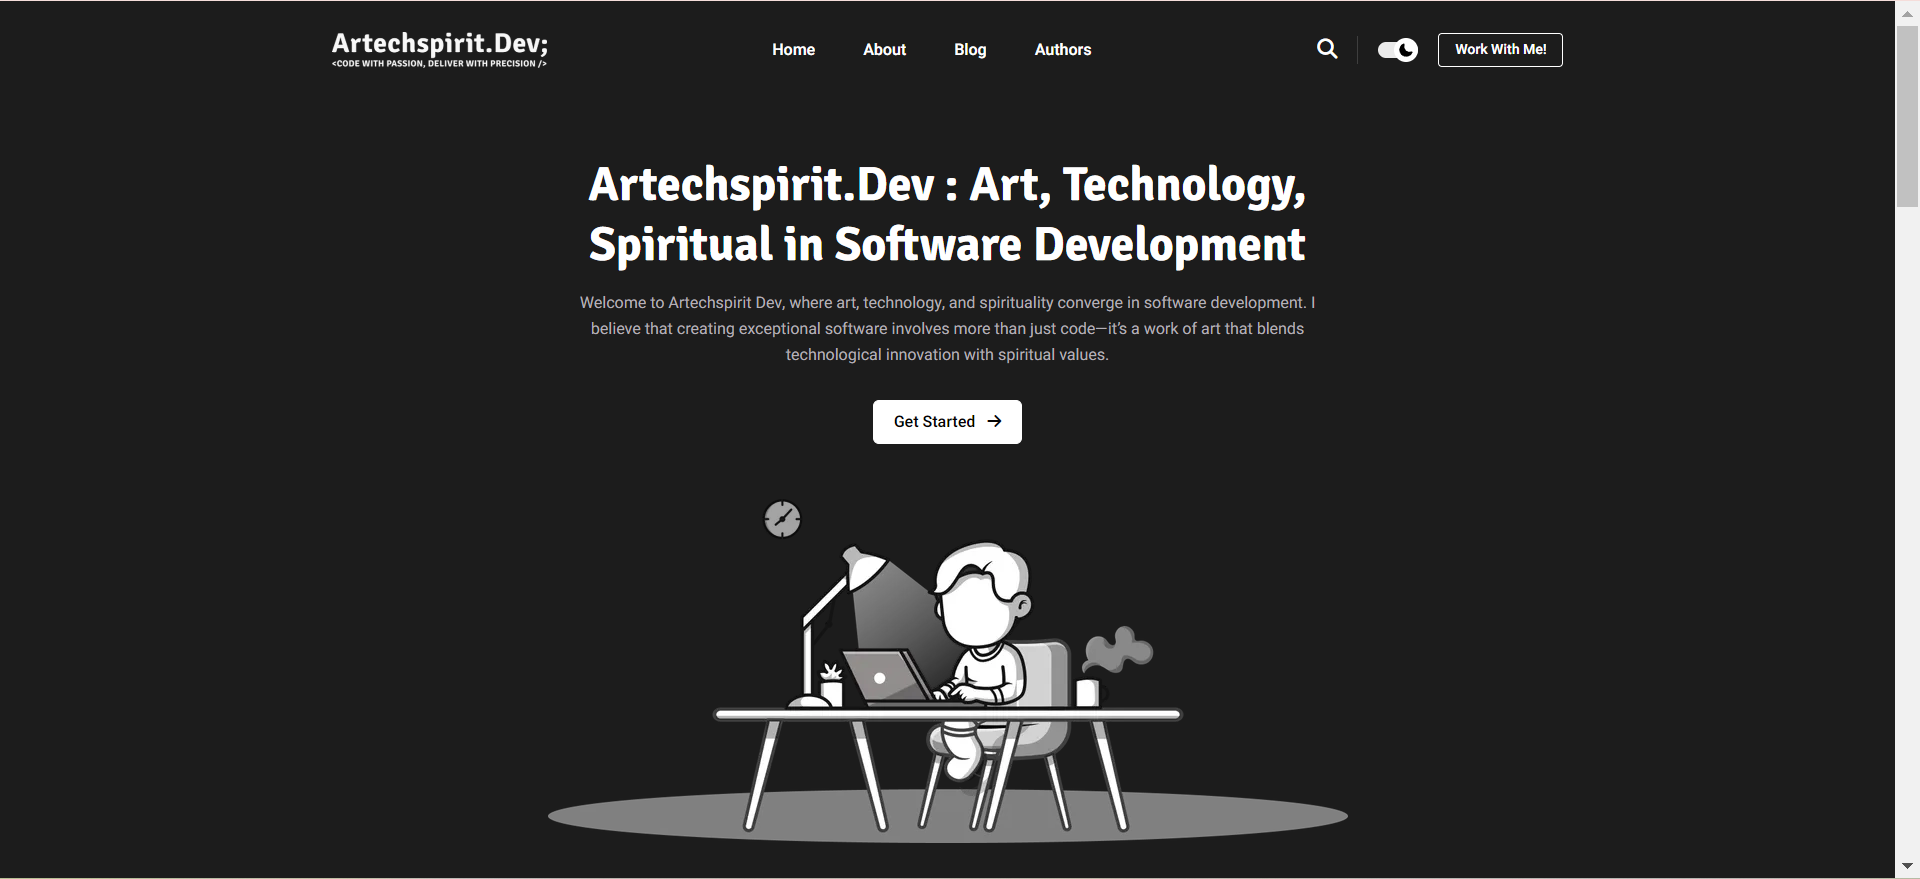 Artechspirit.Dev;
<CODE WITH PASSION, DELIVER WITH PRECISION />
Home
About
Blog
Authors
Work With Me!
Artechspirit.Dev : Art, Technology,
Spiritual in Software Development
Welcome to Artechspirit Dev, where art, technology, and spirituality converge in software development. I
believe that creating exceptional software involves more than just code—it's a work of art that blends
technological innovation with spiritual values.
Get Started